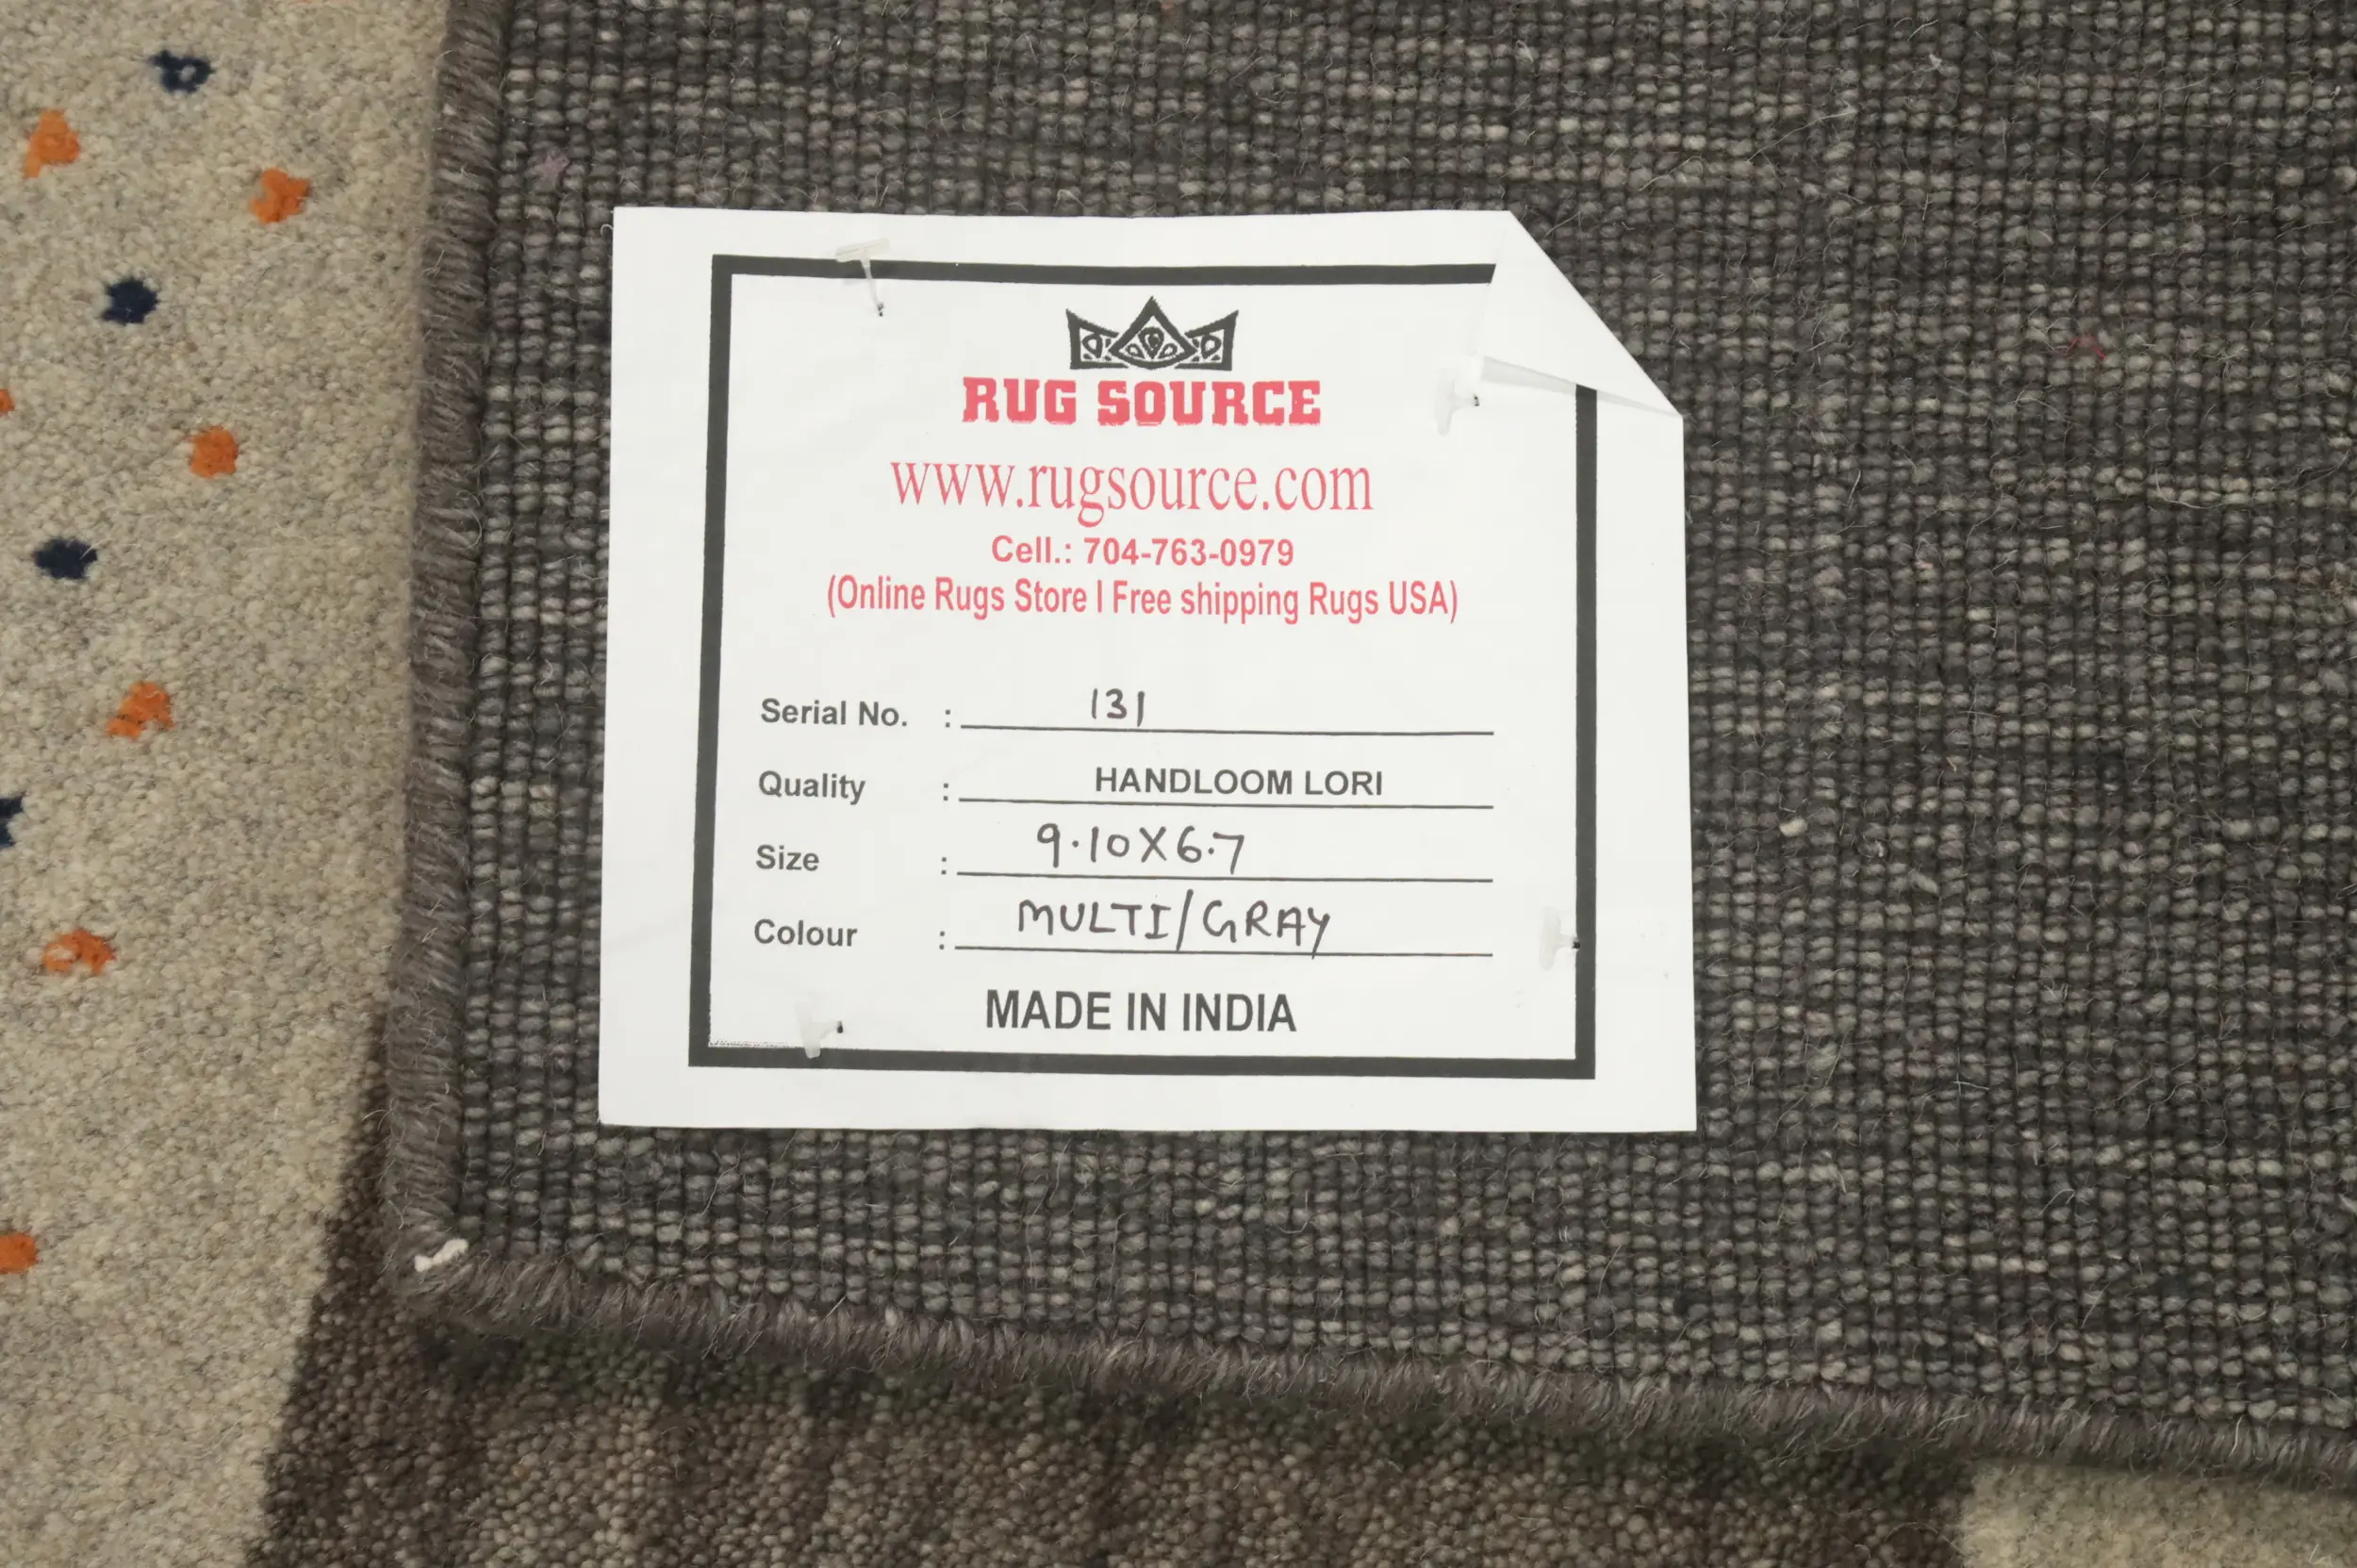 RUG SOURCE
www.rugsource.com
Cell.: 704-763-0979
(Online Rugs Store I Free shipping Rugs USA)
Serial No. : 131
Quality : HANDLOOM LORI
Size : 9.10X6.7
Colour : MULTI/GRAY
MADE IN INDIA